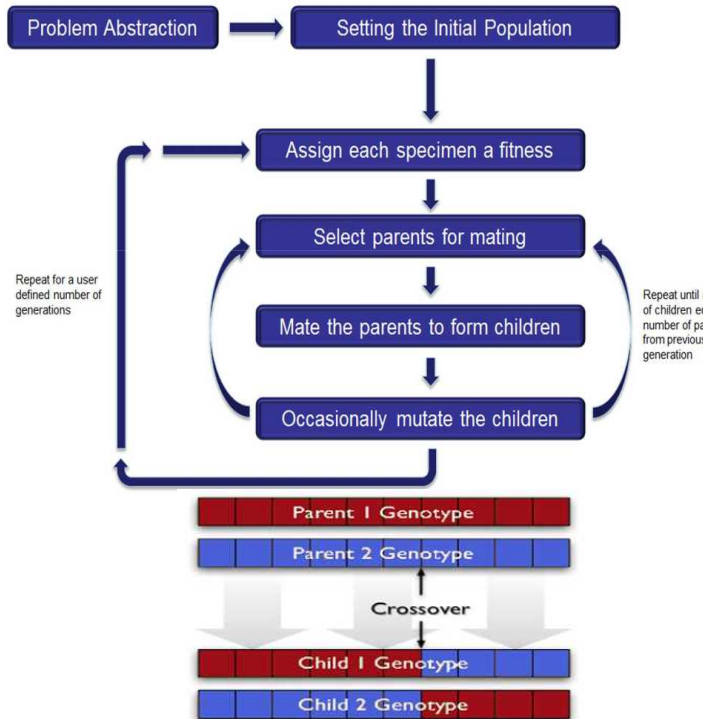 Problem Abstraction
Setting the Initial Population
Assign each specimen a fitness
Select parents for mating
Repeat for a user
defined number of
generations
Mate the parents to form children
Repeat until
of children
number of
from previous
generation
Occasionally mutate the children
Parent 1 Genotype
Parent 2 Genotype
Crossover
Child 1 Genotype
Child 2 Genotype